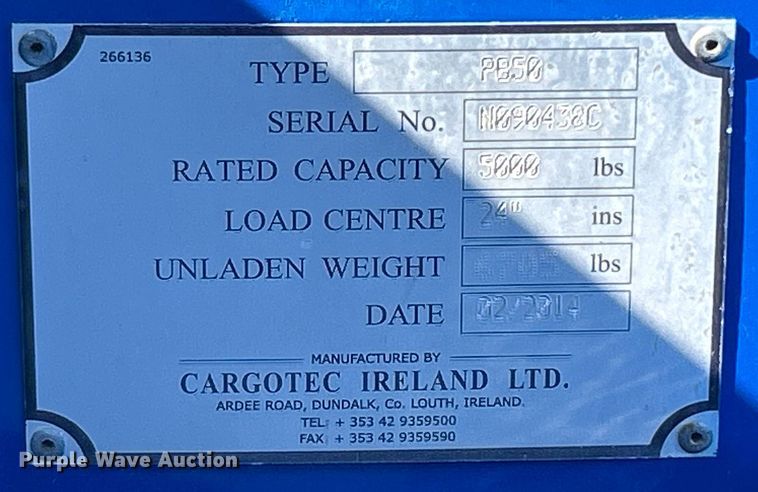 266136
TYPE PB50
SERIAL No. N090438C
RATED CAPACITY 5000 lbs
LOAD CENTRE 24" ins
UNLADEN WEIGHT lbs
DATE 02/2014
MANUFACTURED BY
CARGOTEC IRELAND LTD.
ARDEE ROAD, DUNDALK, Co. LOUTH, IRELAND.
TEL: + 353 42 9359500
FAX: + 353 42 9359590
Purple Wave Auction